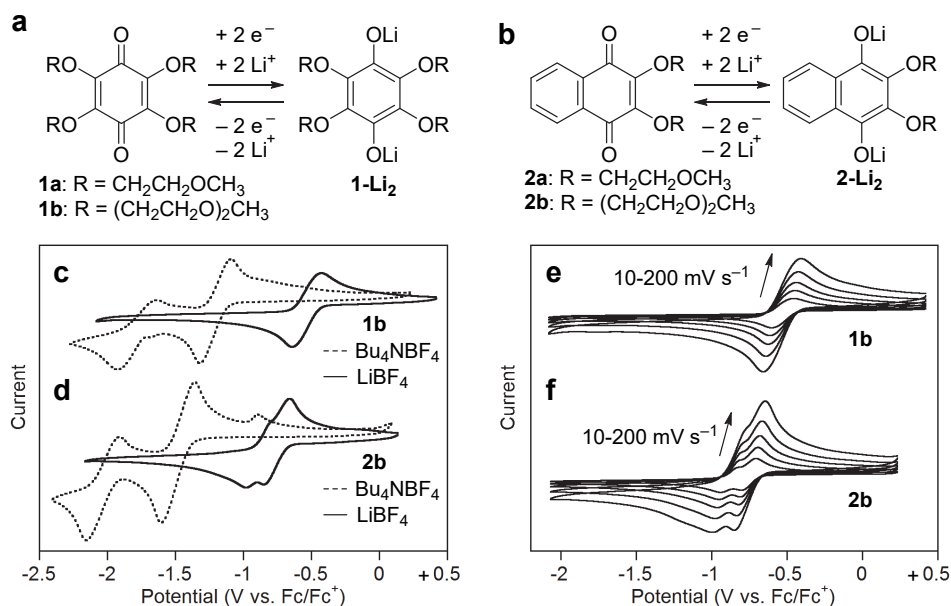 a
O
RO
OR
RO
OR
O
+ 2 e⁻
+ 2 Li⁺
– 2 e⁻
– 2 Li⁺
OLi
RO
OR
RO
OR
OLi
1a: R = CH₂CH₂OCH₃
1b: R = (CH₂CH₂O)₂CH₃
1-Li₂
b
O
OR
OR
O
+ 2 e⁻
+ 2 Li⁺
– 2 e⁻
– 2 Li⁺
OLi
OR
OR
OLi
2a: R = CH₂CH₂OCH₃
2b: R = (CH₂CH₂O)₂CH₃
2-Li₂
c
1b
Bu₄NBF₄
LiBF₄
d
2b
Bu₄NBF₄
LiBF₄
Current
-2.5 -2 -1.5 -1 -0.5 0 +0.5
Potential (V vs. Fc/Fc⁺)
e
10-200 mV s⁻¹
1b
f
10-200 mV s⁻¹
2b
Current
-2 -1.5 -1 -0.5 0 +0.5
Potential (V vs. Fc/Fc⁺)